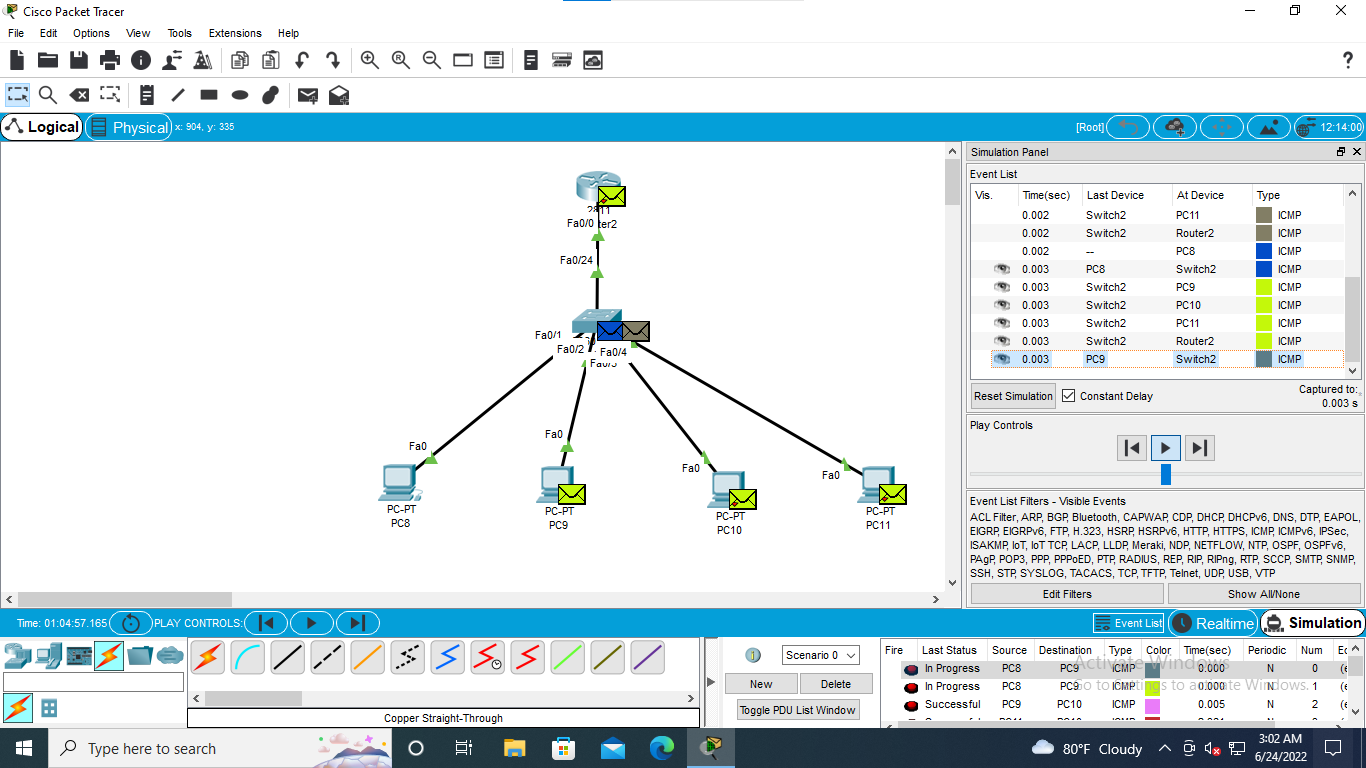 Cisco Packet Tracer
File Edit Options View Tools Extensions Help
Logical Physical x: 904, y: 335 [Root] 12:14:00
Simulation Panel
Event List
Vis. Time(sec) Last Device At Device Type
0.002 Switch2 PC11 ICMP
0.002 Switch2 Router2 ICMP
0.002 -- PC8 ICMP
0.003 PC8 Switch2 ICMP
0.003 Switch2 PC9 ICMP
0.003 Switch2 PC10 ICMP
0.003 Switch2 PC11 ICMP
0.003 Switch2 Router2 ICMP
0.003 PC9 Switch2 ICMP
Reset Simulation Constant Delay Captured to:
0.003 s
Play Controls
Event List Filters - Visible Events
ACL Filter, ARP, BGP, Bluetooth, CAPWAP, CDP, DHCP, DHCPv6, DNS, DTP, EAPOL,
EIGRP, EIGRPv6, FTP, H.323, HSRP, HSRPv6, HTTP, HTTPS, ICMP, ICMPv6, IPSec,
ISAKMP, IoT, IoT TCP, LACP, LLDP, Meraki, NDP, NETFLOW, NTP, OSPF, OSPFv6,
PAgP, POP3, PPP, PPPoED, PTP, RADIUS, REP, RIP, RIPng, RTP, SCCP, SMTP, SNMP,
SSH, STP, SYSLOG, TACACS, TCP, TFTP, Telnet, UDP, USB, VTP
Edit Filters Show All/None
2811
Fa0/0 ter2
Fa0/24
Fa0/1
Fa0/2 Fa0/4
Fa0/3
Fa0
Fa0
Fa0
Fa0
PC-PT
PC8
PC-PT
PC9
PC-PT
PC10
PC-PT
PC11
Time: 01:04:57.165 PLAY CONTROLS: Event List Realtime Simulation
Scenario 0
New Delete
Toggle PDU List Window
Copper Straight-Through
Fire Last Status Source Destination Type Color Time(sec) Periodic Num
In Progress PC8 PC9 ICMP 0.000 N 0
In Progress PC8 PC9 ICMP 0.000 N 1
Successful PC9 PC10 ICMP 0.005 N 2
Activate Windows
Go to Settings to activate Windows.
Type here to search
80°F Cloudy
3:02 AM
6/24/2022